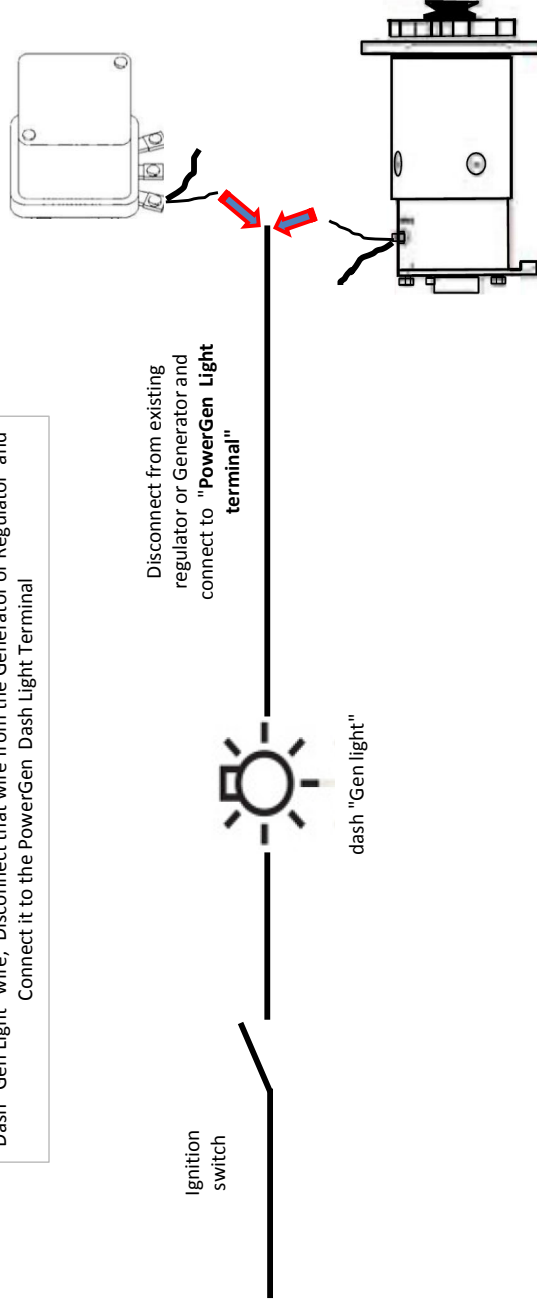 Dash "Gen Light" wire, Disconnect that wire from the Generator or Regulator and
Connect it to the PowerGen Dash Light Terminal
Disconnect from existing
regulator or Generator and
connect to "PowerGen Light
terminal"
dash "Gen light"
Ignition
switch